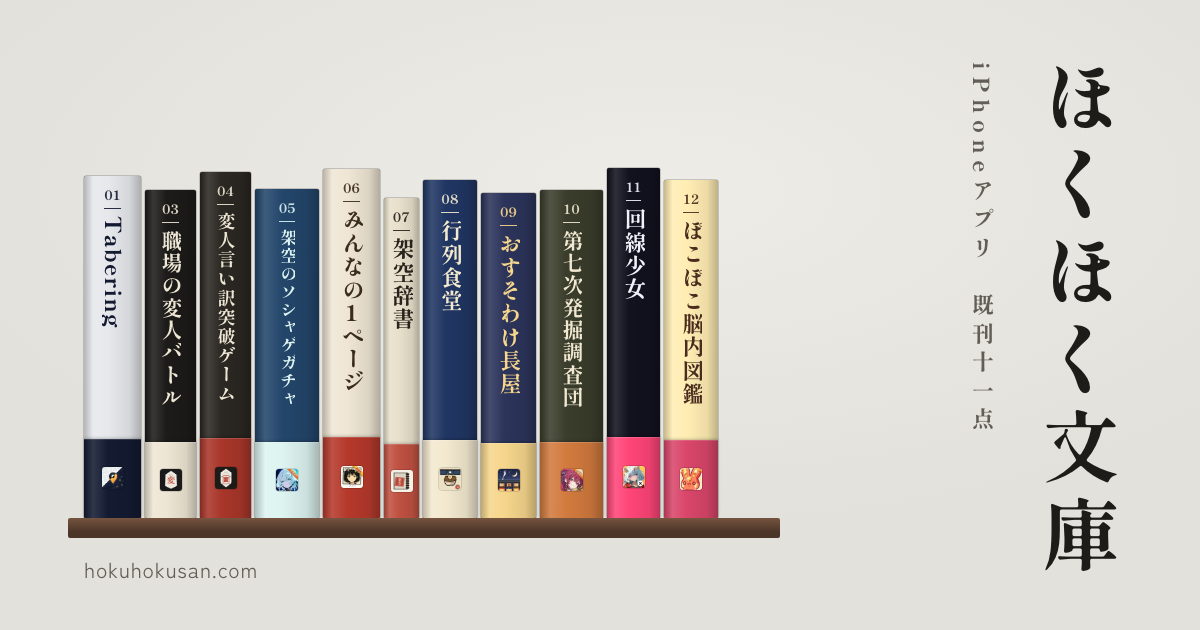 ほくほく文庫
iPhoneアプリ 既刊十一点
01
Tabering
03
職場の変人バトル
04
変人言い訳突破ゲーム
05
架空のソシャゲガチャ
06
みんなの1ページ
07
架空辞書
08
行列食堂
09
おすそわけ長屋
10
第七次発掘調査団
11
回線少女
12
ぽこぽこ脳内図鑑
変
hokuhokusan.com